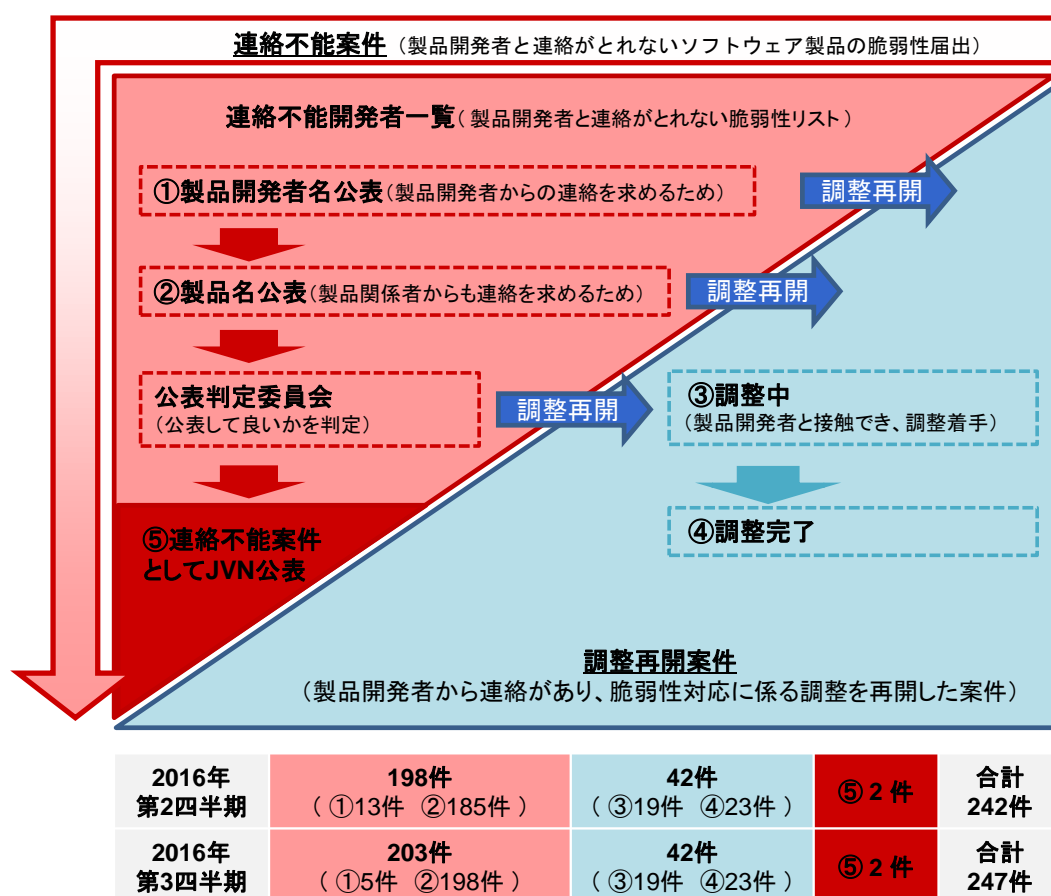 連絡不能案件（製品開発者と連絡がとれないソフトウェア製品の脆弱性届出）
連絡不能開発者一覧（製品開発者と連絡がとれない脆弱性リスト）
①製品開発者名公表（製品開発者からの連絡を求めるため）
調整再開
②製品名公表（製品関係者からも連絡を求めるため）
調整再開
公表判定委員会
（公表して良いかを判定）
調整再開
③調整中
（製品開発者と接触でき、調整着手）
④調整完了
⑤連絡不能案件
としてJVN公表
調整再開案件
（製品開発者から連絡があり、脆弱性対応に係る調整を再開した案件）
2016年
第2四半期
198件
（①13件 ②185件）
42件
（③19件 ④23件）
⑤２件
合計
242件
2016年
第3四半期
203件
（①5件 ②198件）
42件
（③19件 ④23件）
⑤２件
合計
247件